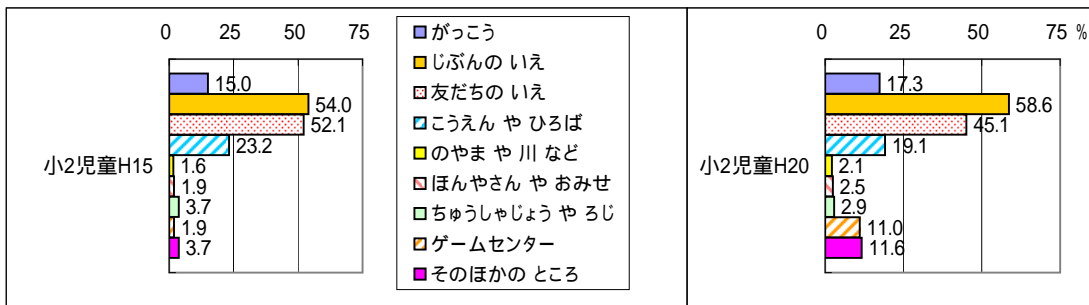 0 25 50 75
小2児童H15
15.0
54.0
52.1
23.2
1.6
1.9
3.7
1.9
3.7
がっこう
じぶんの いえ
友だちの いえ
こうえん や ひろば
のやま や 川 など
ほんやさん や おみせ
ちゅうしゃじょう や ろじ
ゲームセンター
そのほかの ところ
0 25 50 75 %
小2児童H20
17.3
58.6
45.1
19.1
2.1
2.5
2.9
11.0
11.6